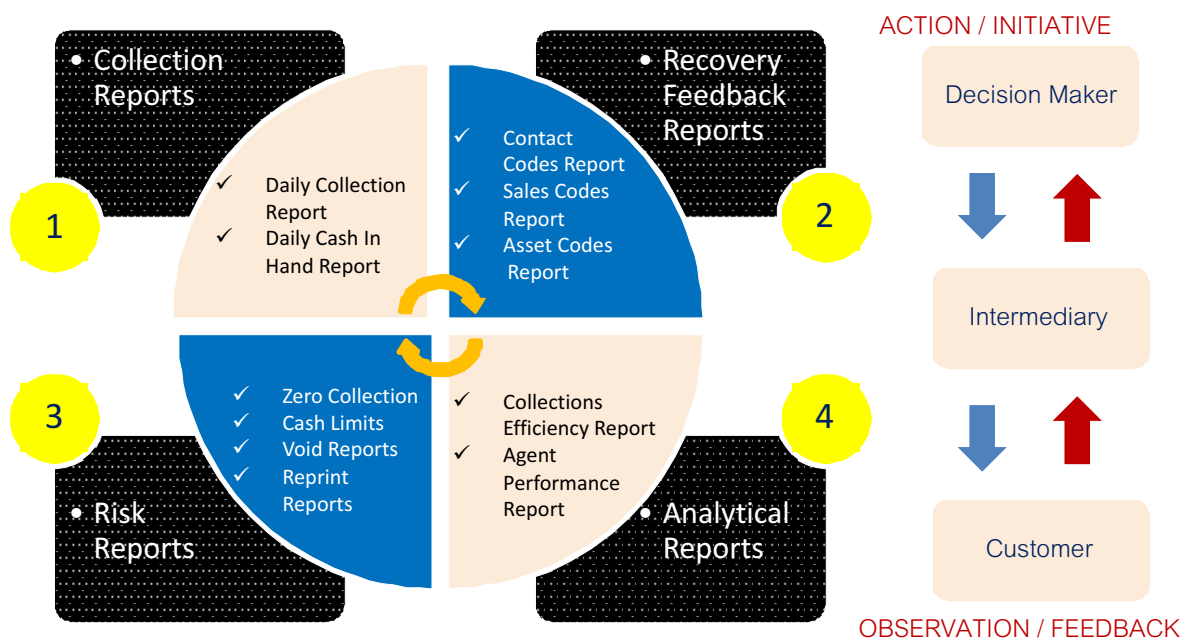 • Collection
Reports
1
✓ Daily Collection
Report
✓ Daily Cash In
Hand Report
• Recovery
Feedback
Reports
2
✓ Contact
Codes Report
✓ Sales Codes
Report
✓ Asset Codes
Report
3
• Risk
Reports
✓ Zero Collection
✓ Cash Limits
✓ Void Reports
✓ Reprint
Reports
4
• Analytical
Reports
✓ Collections
Efficiency Report
✓ Agent
Performance
Report
ACTION / INITIATIVE
Decision Maker
Intermediary
Customer
OBSERVATION / FEEDBACK